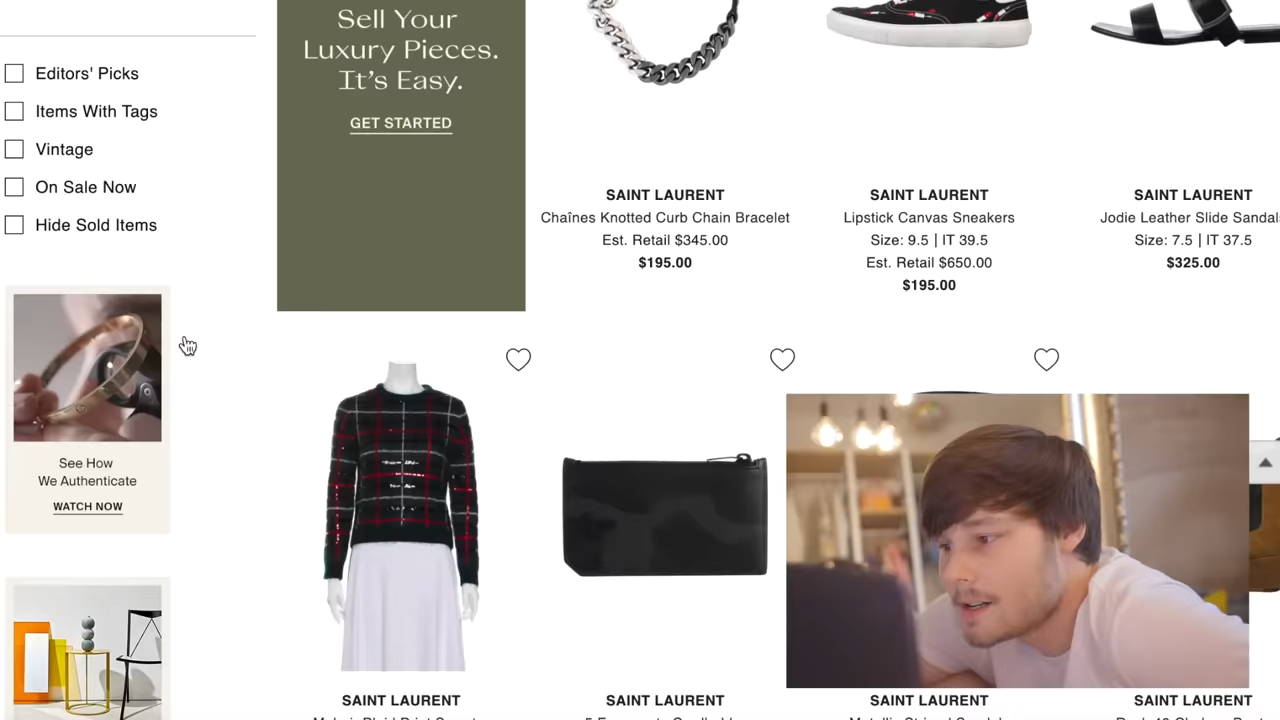 Editors' Picks
Items With Tags
Vintage
On Sale Now
Hide Sold Items
See How
We Authenticate
WATCH NOW
Sell Your
Luxury Pieces.
It's Easy.
GET STARTED
SAINT LAURENT
Chaînes Knotted Curb Chain Bracelet
Est. Retail $345.00
$195.00
SAINT LAURENT
Lipstick Canvas Sneakers
Size: 9.5 | IT 39.5
Est. Retail $650.00
$195.00
SAINT LAURENT
Jodie Leather Slide Sandal
Size: 7.5 | IT 37.5
$325.00
SAINT LAURENT
SAINT LAURENT
SAINT LAURENT
SAINT LAURENT